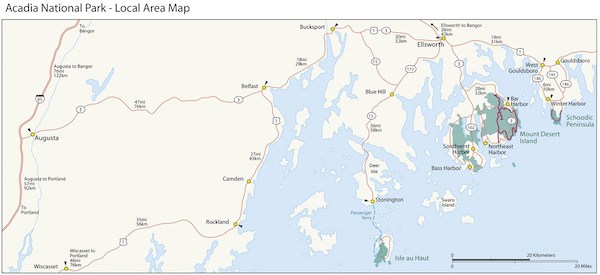 Acadia National Park - Local Area Map
To
Bangor
Augusta to Bangor
76mi
122km
95
3
47mi
76km
3
Augusta
Augusta to Portland
57mi
92km
To
Portland
Wiscasset to
Portland
46mi
74km
Wiscasset
1
35mi
56km
Rockland
Camden
27mi
43km
1
Belfast
18mi
29km
Bucksport
1
15
172
20mi
32km
Ellsworth to Bangor
26mi
42km
Ellsworth
Blue Hill
36mi
58km
Deer
Isle
Stonington
Passenger
Ferry
Isle au Haut
19mi
31km
1
West
Gouldsboro
Gouldsboro
186
186
6mi
10km
Winter Harbor
Schoodic
Peninsula
3
20mi
32km
Bar
Harbor
3
102
Mount Desert
Island
Northeast
Harbor
Southwest
Harbor
Bass Harbor
Swans
Island
0
20 Kilometers
0
20 Miles